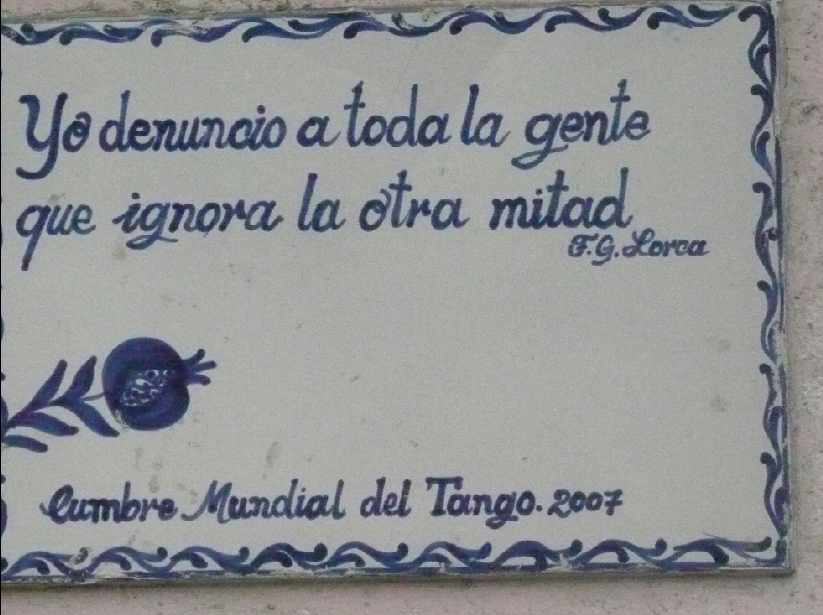 Yo denuncio a toda la gente
que ignora la otra mitad
F.G. Lorca
Cumbre Mundial del Tango. 2007